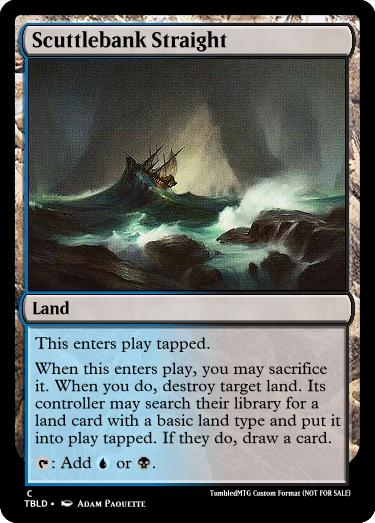 Scuttlebank Straight
Land
This enters play tapped.
When this enters play, you may sacrifice
it. When you do, destroy target land. Its
controller may search their library for a
land card with a basic land type and put it
into play tapped. If they do, draw a card.
: Add or .
C
TBLD • Adam Paquette
TumbledMTG Custom Format (NOT FOR SALE)